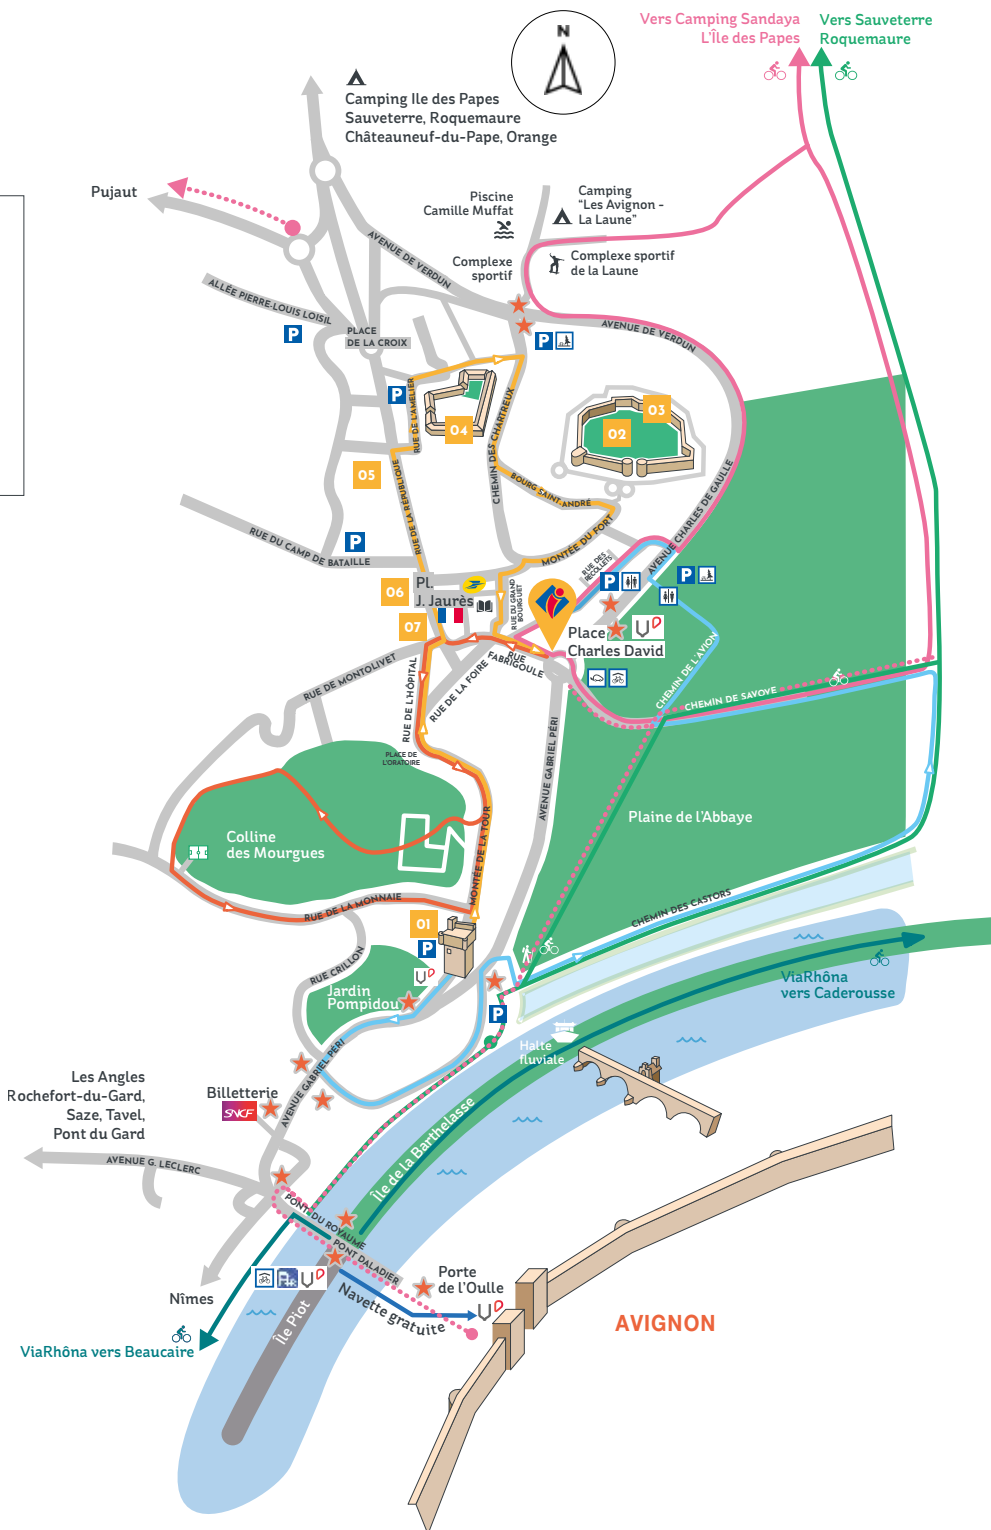 Vers Camping Sandaya
L’Île des Papes
Vers Sauveterre
Roquemaure
N
Camping Ile des Papes
Sauveterre, Roquemaure
Châteauneuf-du-Pape, Orange
Pujaut
Piscine
Camille Muffat
Camping
“Les Avignon -
La Laune”
Complexe
sportif
Complexe sportif
de la Laune
AVENUE DE VERDUN
ALLÉE PIERRE-LOUIS LOISIL
P
PLACE
DE LA CROIX
P
AVENUE DE VERDUN
P
RUE DE L'AMELIER
04
03
02
CHEMIN DES CHARTREUX
05
RUE DE LA RÉPUBLIQUE
BOURG SAINT-ANDRÉ
AVENUE CHARLES DE GAULLE
RUE DU CAMP DE BATAILLE
P
MONTÉE DU FORT
RUE DES
RÉCOLLETS
P
P
06
Pl.
J. Jaurès
RUE DU GRAND
BOURGUET
07
Place
Charles David
RUE
FABRIGOULE
RUE DE MONTOLIVET
RUE DE L'HÔPITAL
RUE DE LA FOIRE
CHEMIN DE L'AVION
CHEMIN DE SAVOYE
PLACE DE
L'ORATOIRE
AVENUE GABRIEL PÉRI
Plaine de l’Abbaye
Colline
des Mourgues
MONTÉE DE LA TOUR
RUE DE LA MONNAIE
01
P
CHEMIN DES CASTORS
RUE CRILLON
Jardin
Pompidou
ViaRhôna
vers Caderousse
P
Halte
fluviale
AVENUE GABRIEL PÉRI
Les Angles
Rochefort-du-Gard,
Saze, Tavel,
Pont du Gard
Billetterie
SNCF
Île de la Barthelasse
AVENUE G. LECLERC
PONT DU ROYAUME
PONT DALADIER
P+
Porte
de l’Oulle
Nîmes
Navette gratuite
Île Piot
AVIGNON
ViaRhôna vers Beaucaire